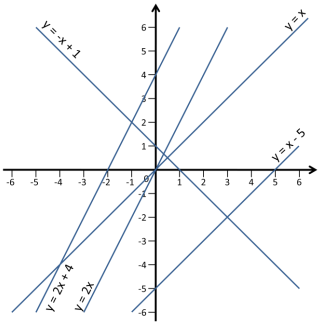 y = -x + 1
y = x
y = x - 5
y = 2x + 4
y = 2x
6
5
4
3
2
1
0
-1
-2
-3
-4
-5
-6
-6 -5 -4 -3 -2 -1 1 2 3 4 5 6